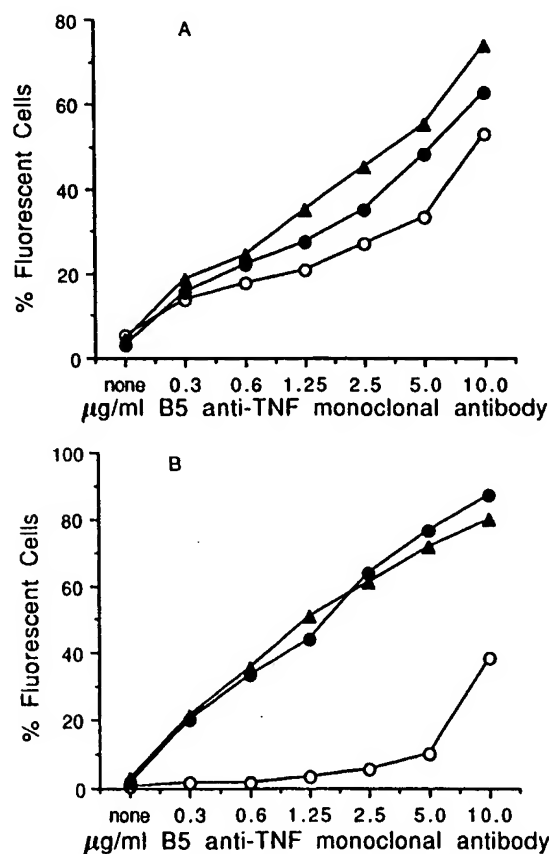 A
80
60
40
20
0
% Fluorescent Cells
none 0.3 0.6 1.25 2.5 5.0 10.0
µg/ml B5 anti-TNF monoclonal antibody
B
100
80
60
40
20
0
% Fluorescent Cells
none 0.3 0.6 1.25 2.5 5.0 10.0
µg/ml B5 anti-TNF monoclonal antibody